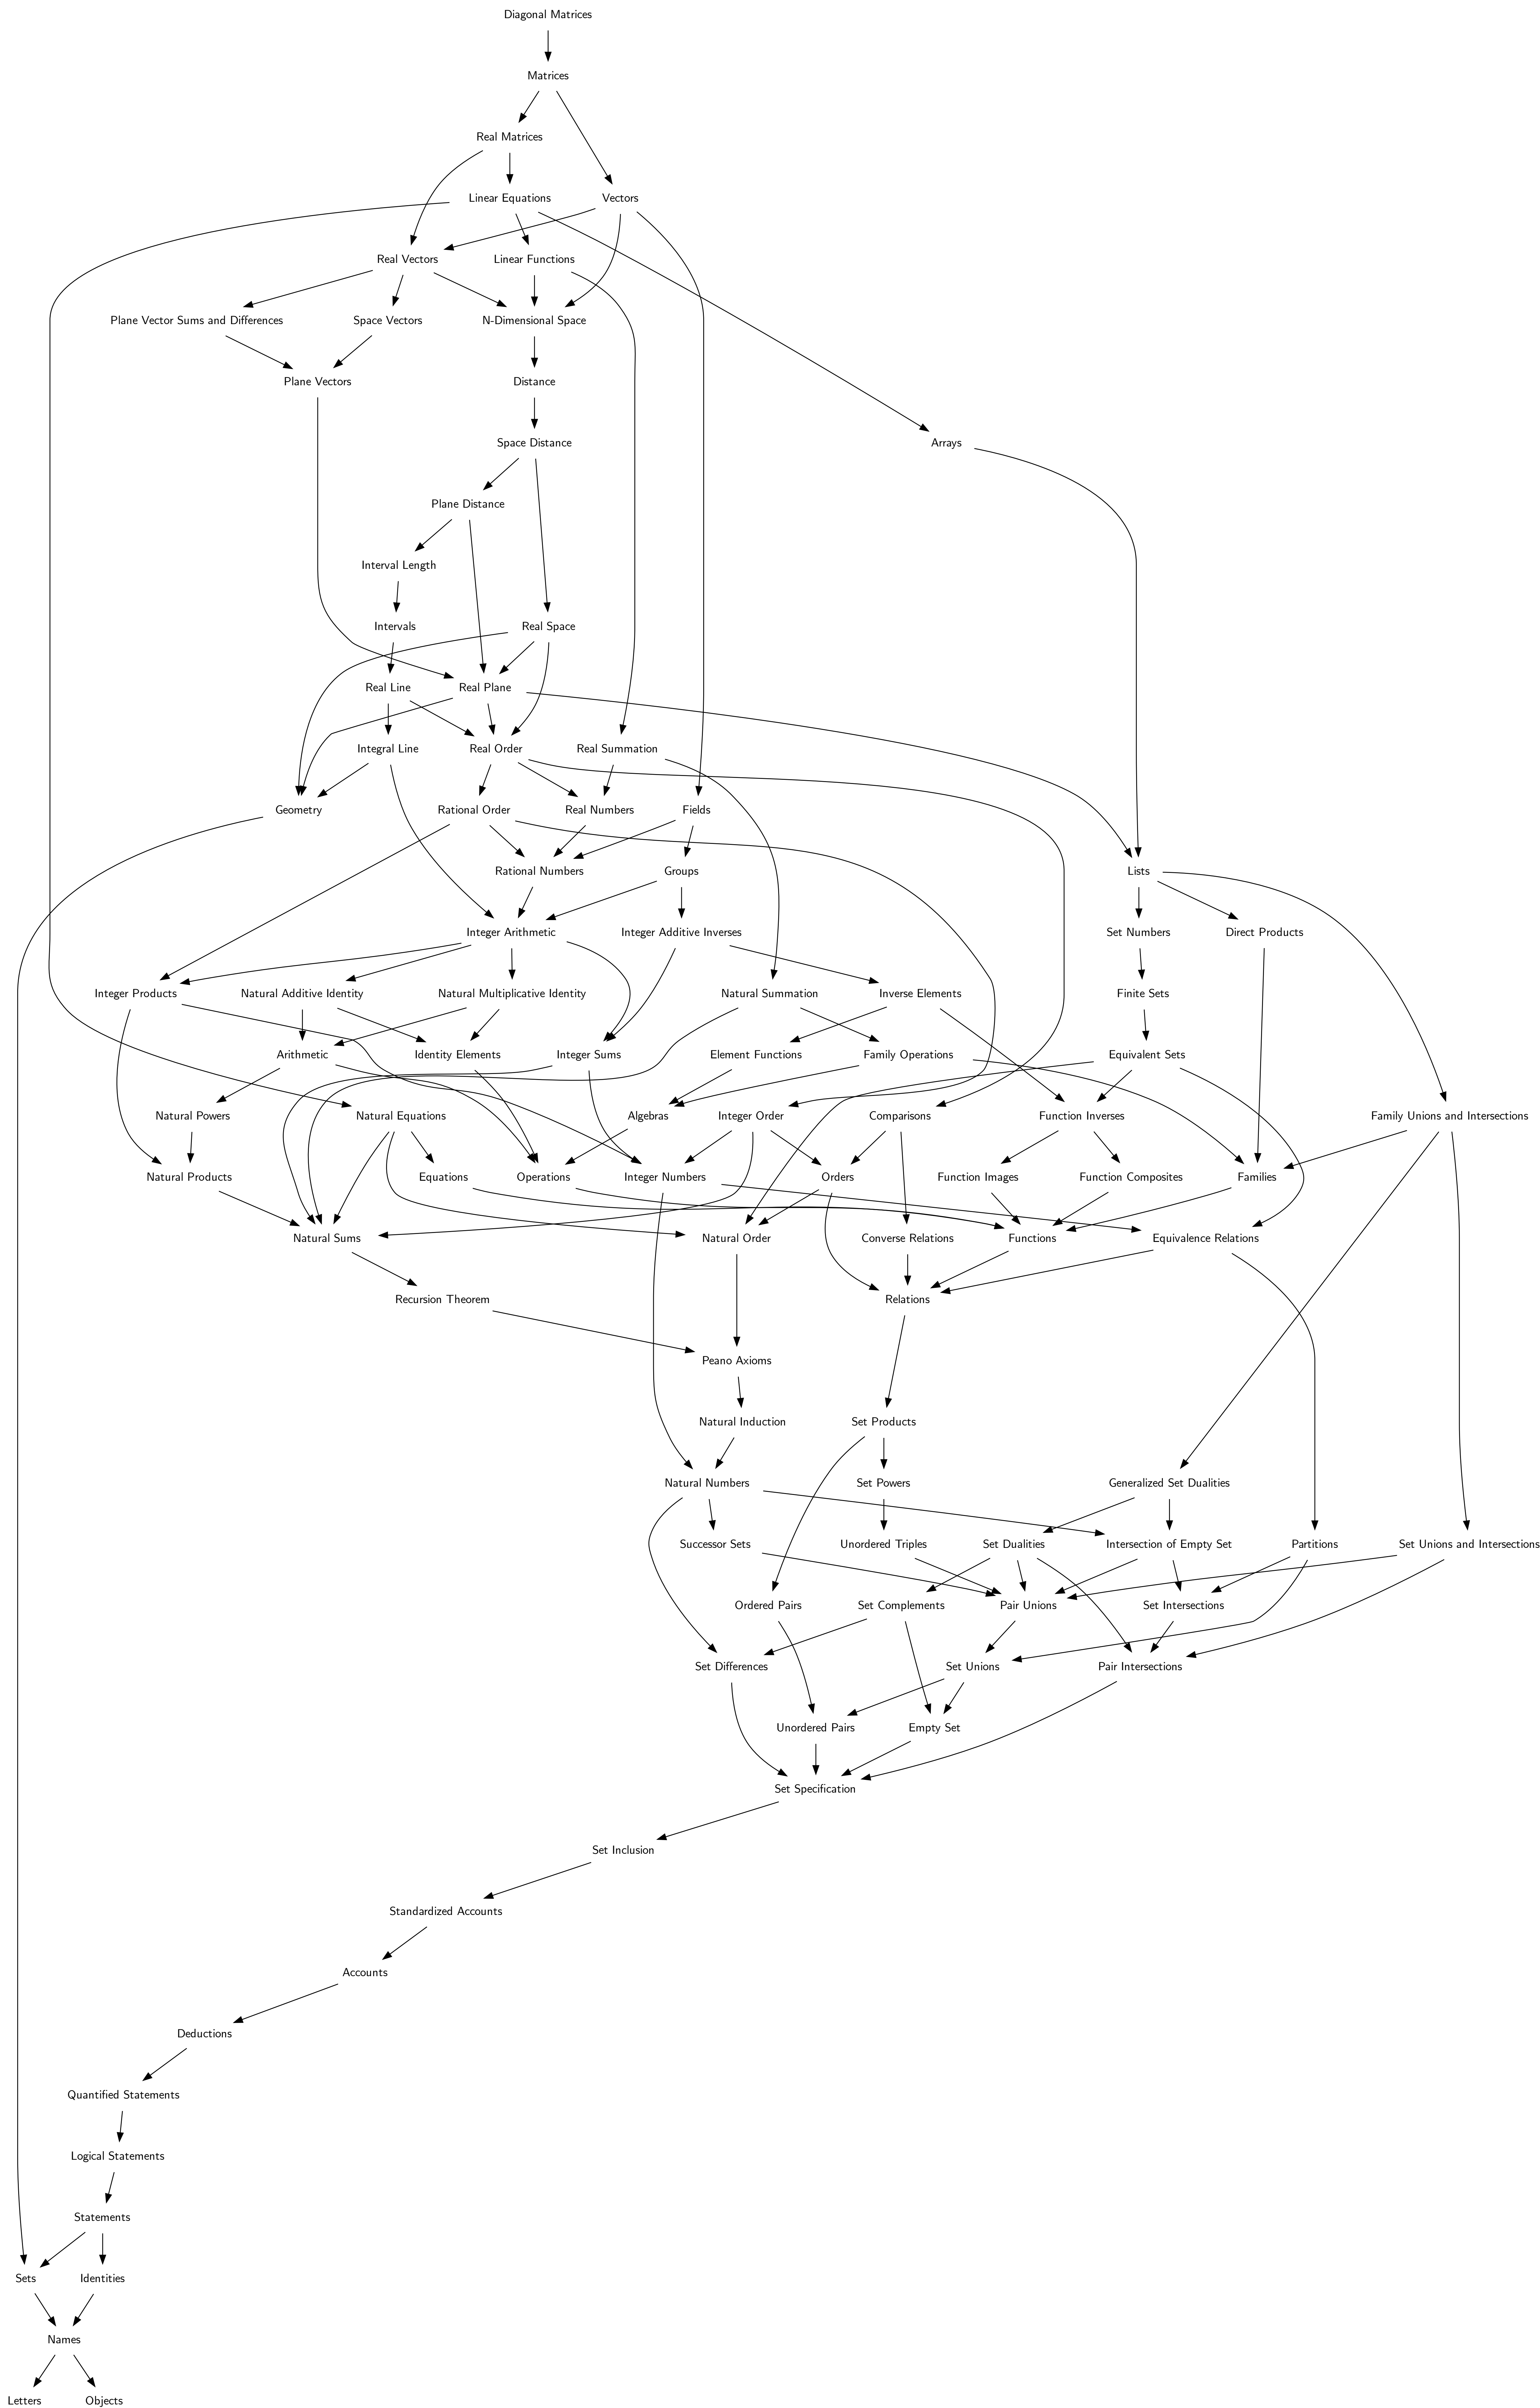 Diagonal Matrices
Matrices
Real Matrices
Linear Equations
Vectors
Real Vectors
Linear Functions
Plane Vector Sums and Differences
Space Vectors
N-Dimensional Space
Plane Vectors
Distance
Space Distance
Arrays
Plane Distance
Interval Length
Intervals
Real Space
Real Line
Real Plane
Integral Line
Real Order
Real Summation
Geometry
Rational Order
Real Numbers
Fields
Rational Numbers
Groups
Lists
Integer Arithmetic
Integer Additive Inverses
Set Numbers
Direct Products
Integer Products
Natural Additive Identity
Natural Multiplicative Identity
Natural Summation
Inverse Elements
Finite Sets
Arithmetic
Identity Elements
Integer Sums
Element Functions
Family Operations
Equivalent Sets
Natural Powers
Natural Equations
Algebras
Integer Order
Comparisons
Function Inverses
Family Unions and Intersections
Natural Products
Equations
Operations
Integer Numbers
Orders
Function Images
Function Composites
Families
Natural Sums
Natural Order
Converse Relations
Functions
Equivalence Relations
Recursion Theorem
Relations
Peano Axioms
Natural Induction
Set Products
Natural Numbers
Set Powers
Generalized Set Dualities
Successor Sets
Unordered Triples
Set Dualities
Intersection of Empty Set
Partitions
Set Unions and Intersections
Ordered Pairs
Set Complements
Pair Unions
Set Intersections
Set Differences
Set Unions
Pair Intersections
Unordered Pairs
Empty Set
Set Specification
Set Inclusion
Standardized Accounts
Accounts
Deductions
Quantified Statements
Logical Statements
Statements
Sets
Identities
Names
Letters
Objects